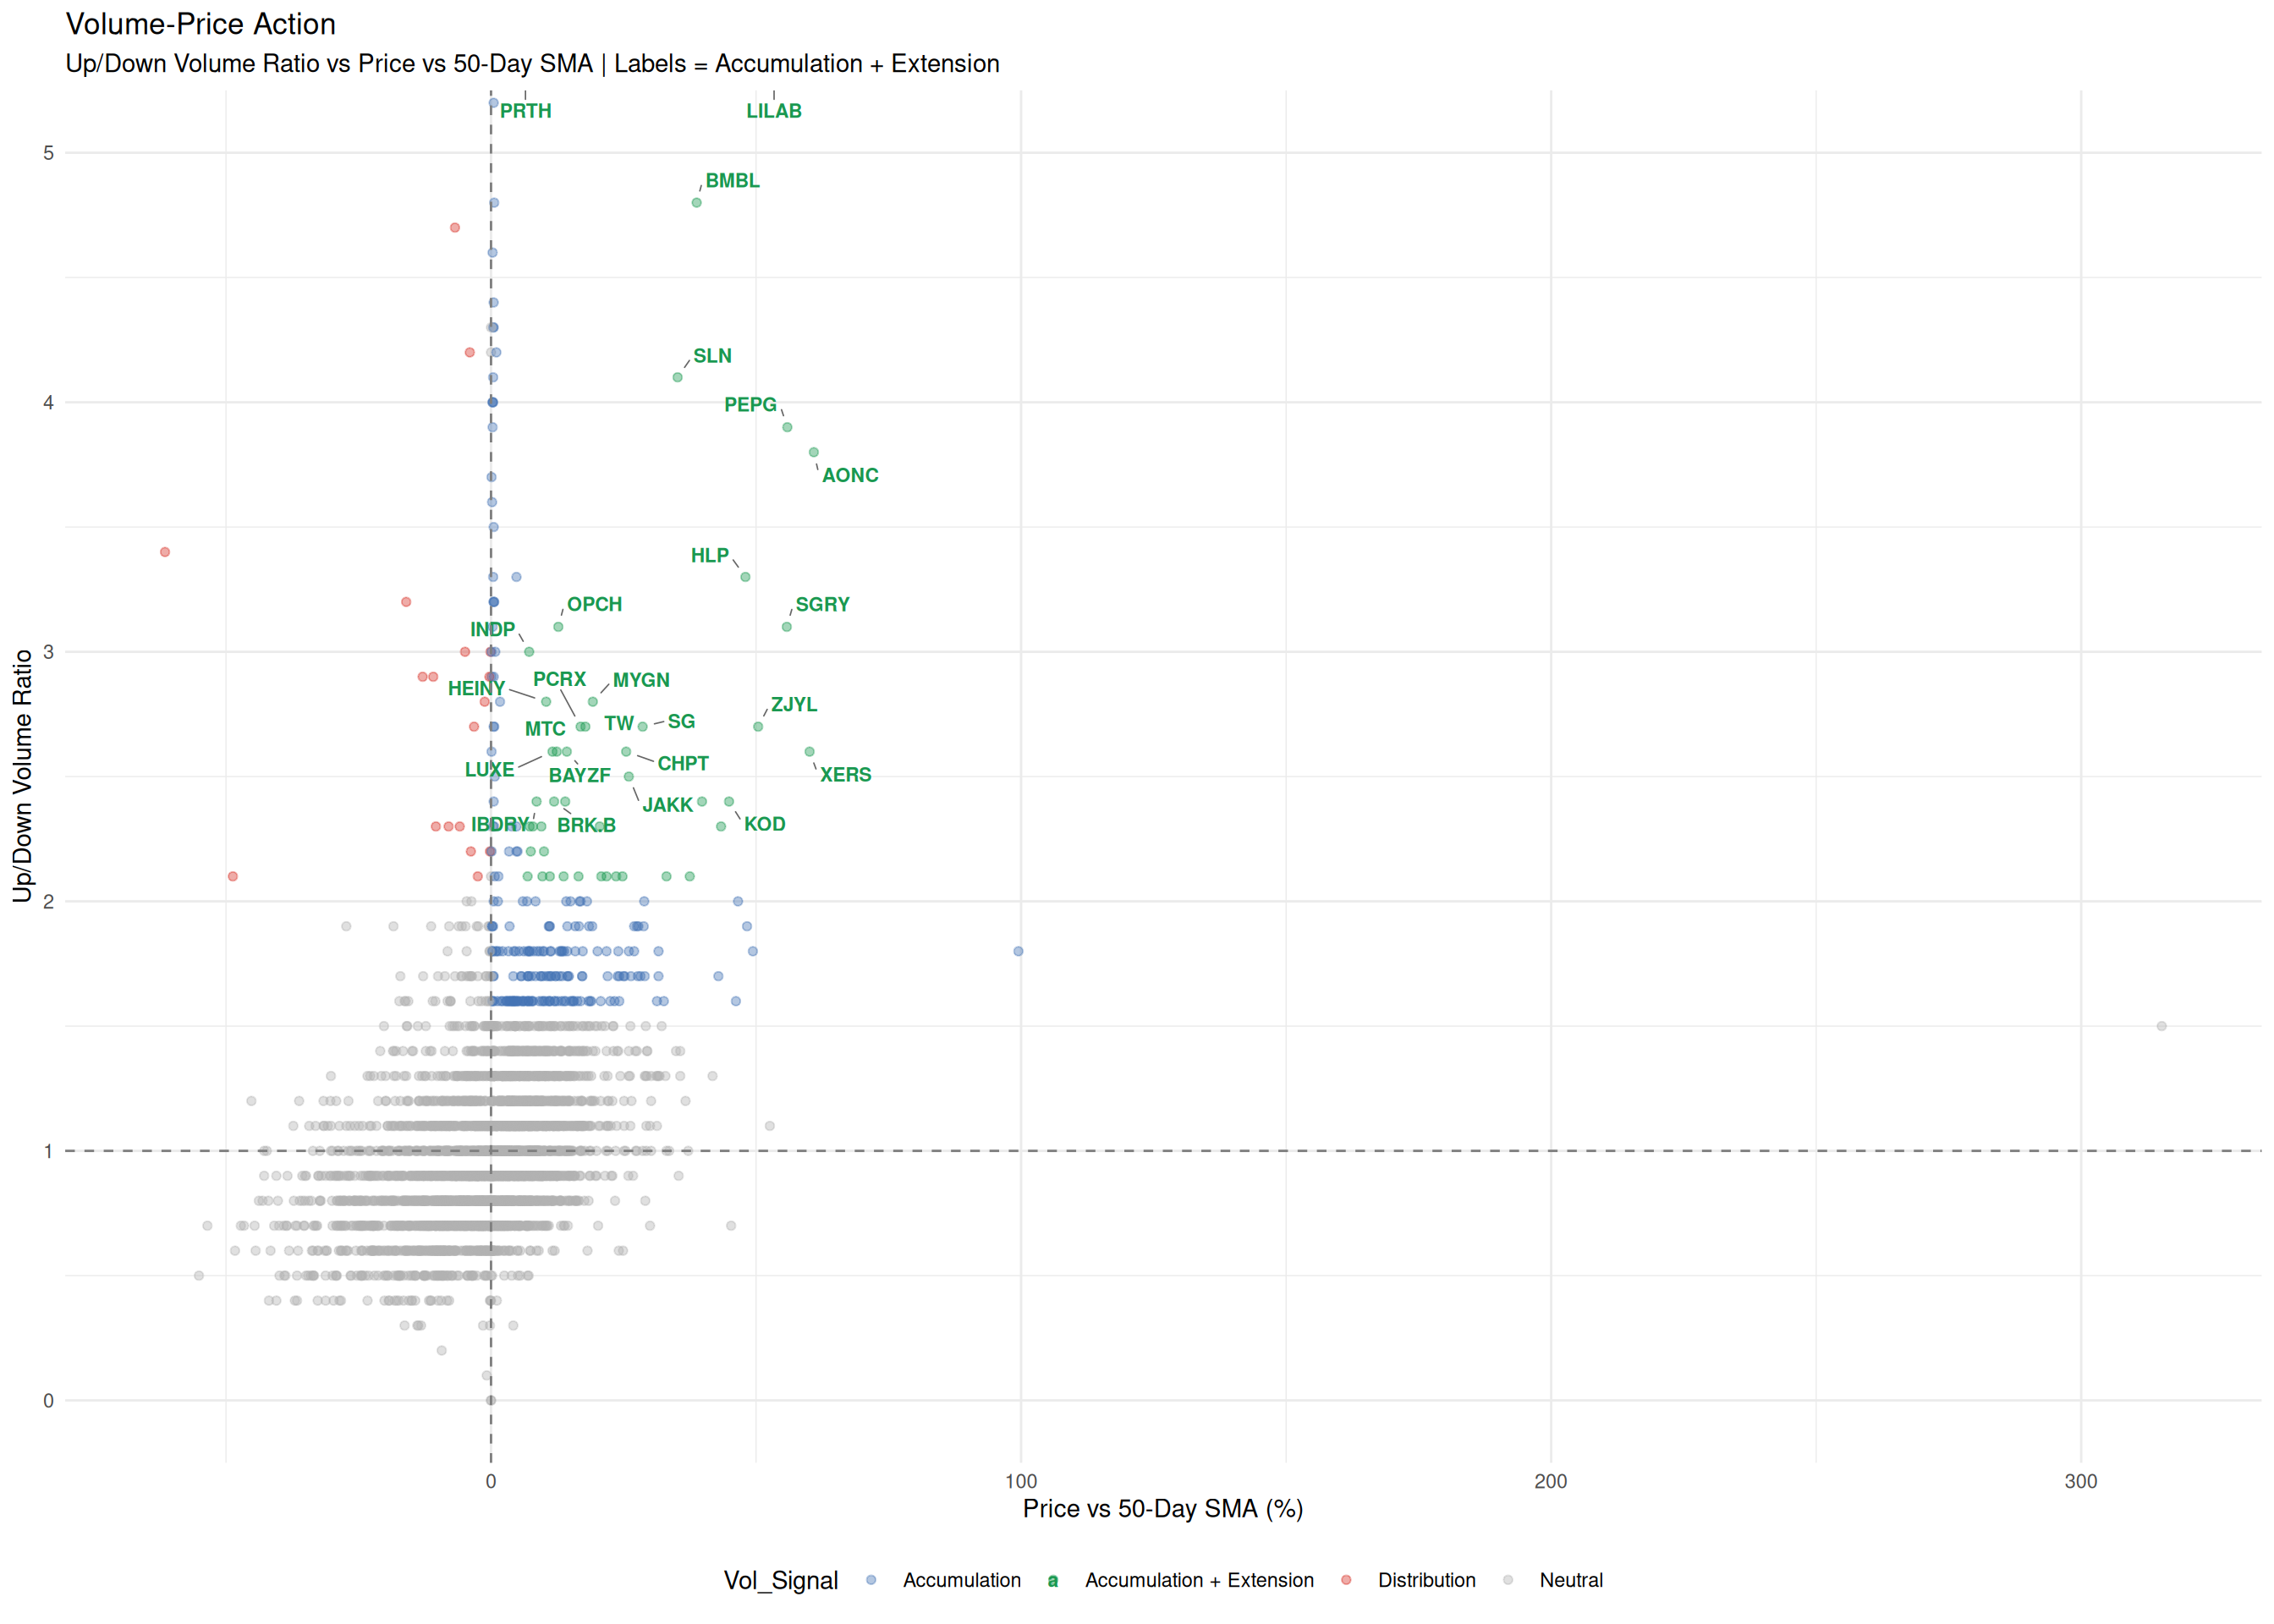 Volume-Price Action
Up/Down Volume Ratio vs Price vs 50-Day SMA | Labels = Accumulation + Extension
PRTH
LILAB
5
BMBL
SLN
PEPG
4
AONC
HLP
OPCH
SGRY
INDP
3
PCRX
MYGN
HEINY
ZJYL
TW
SG
MTC
CHPT
LUXE
BAYZF
XERS
JAKK
IBDRY
BRK.B
KOD
2
1
0
Up/Down Volume Ratio
0
100
200
300
Price vs 50-Day SMA (%)
Vol_Signal
Accumulation
a
Accumulation + Extension
Distribution
Neutral